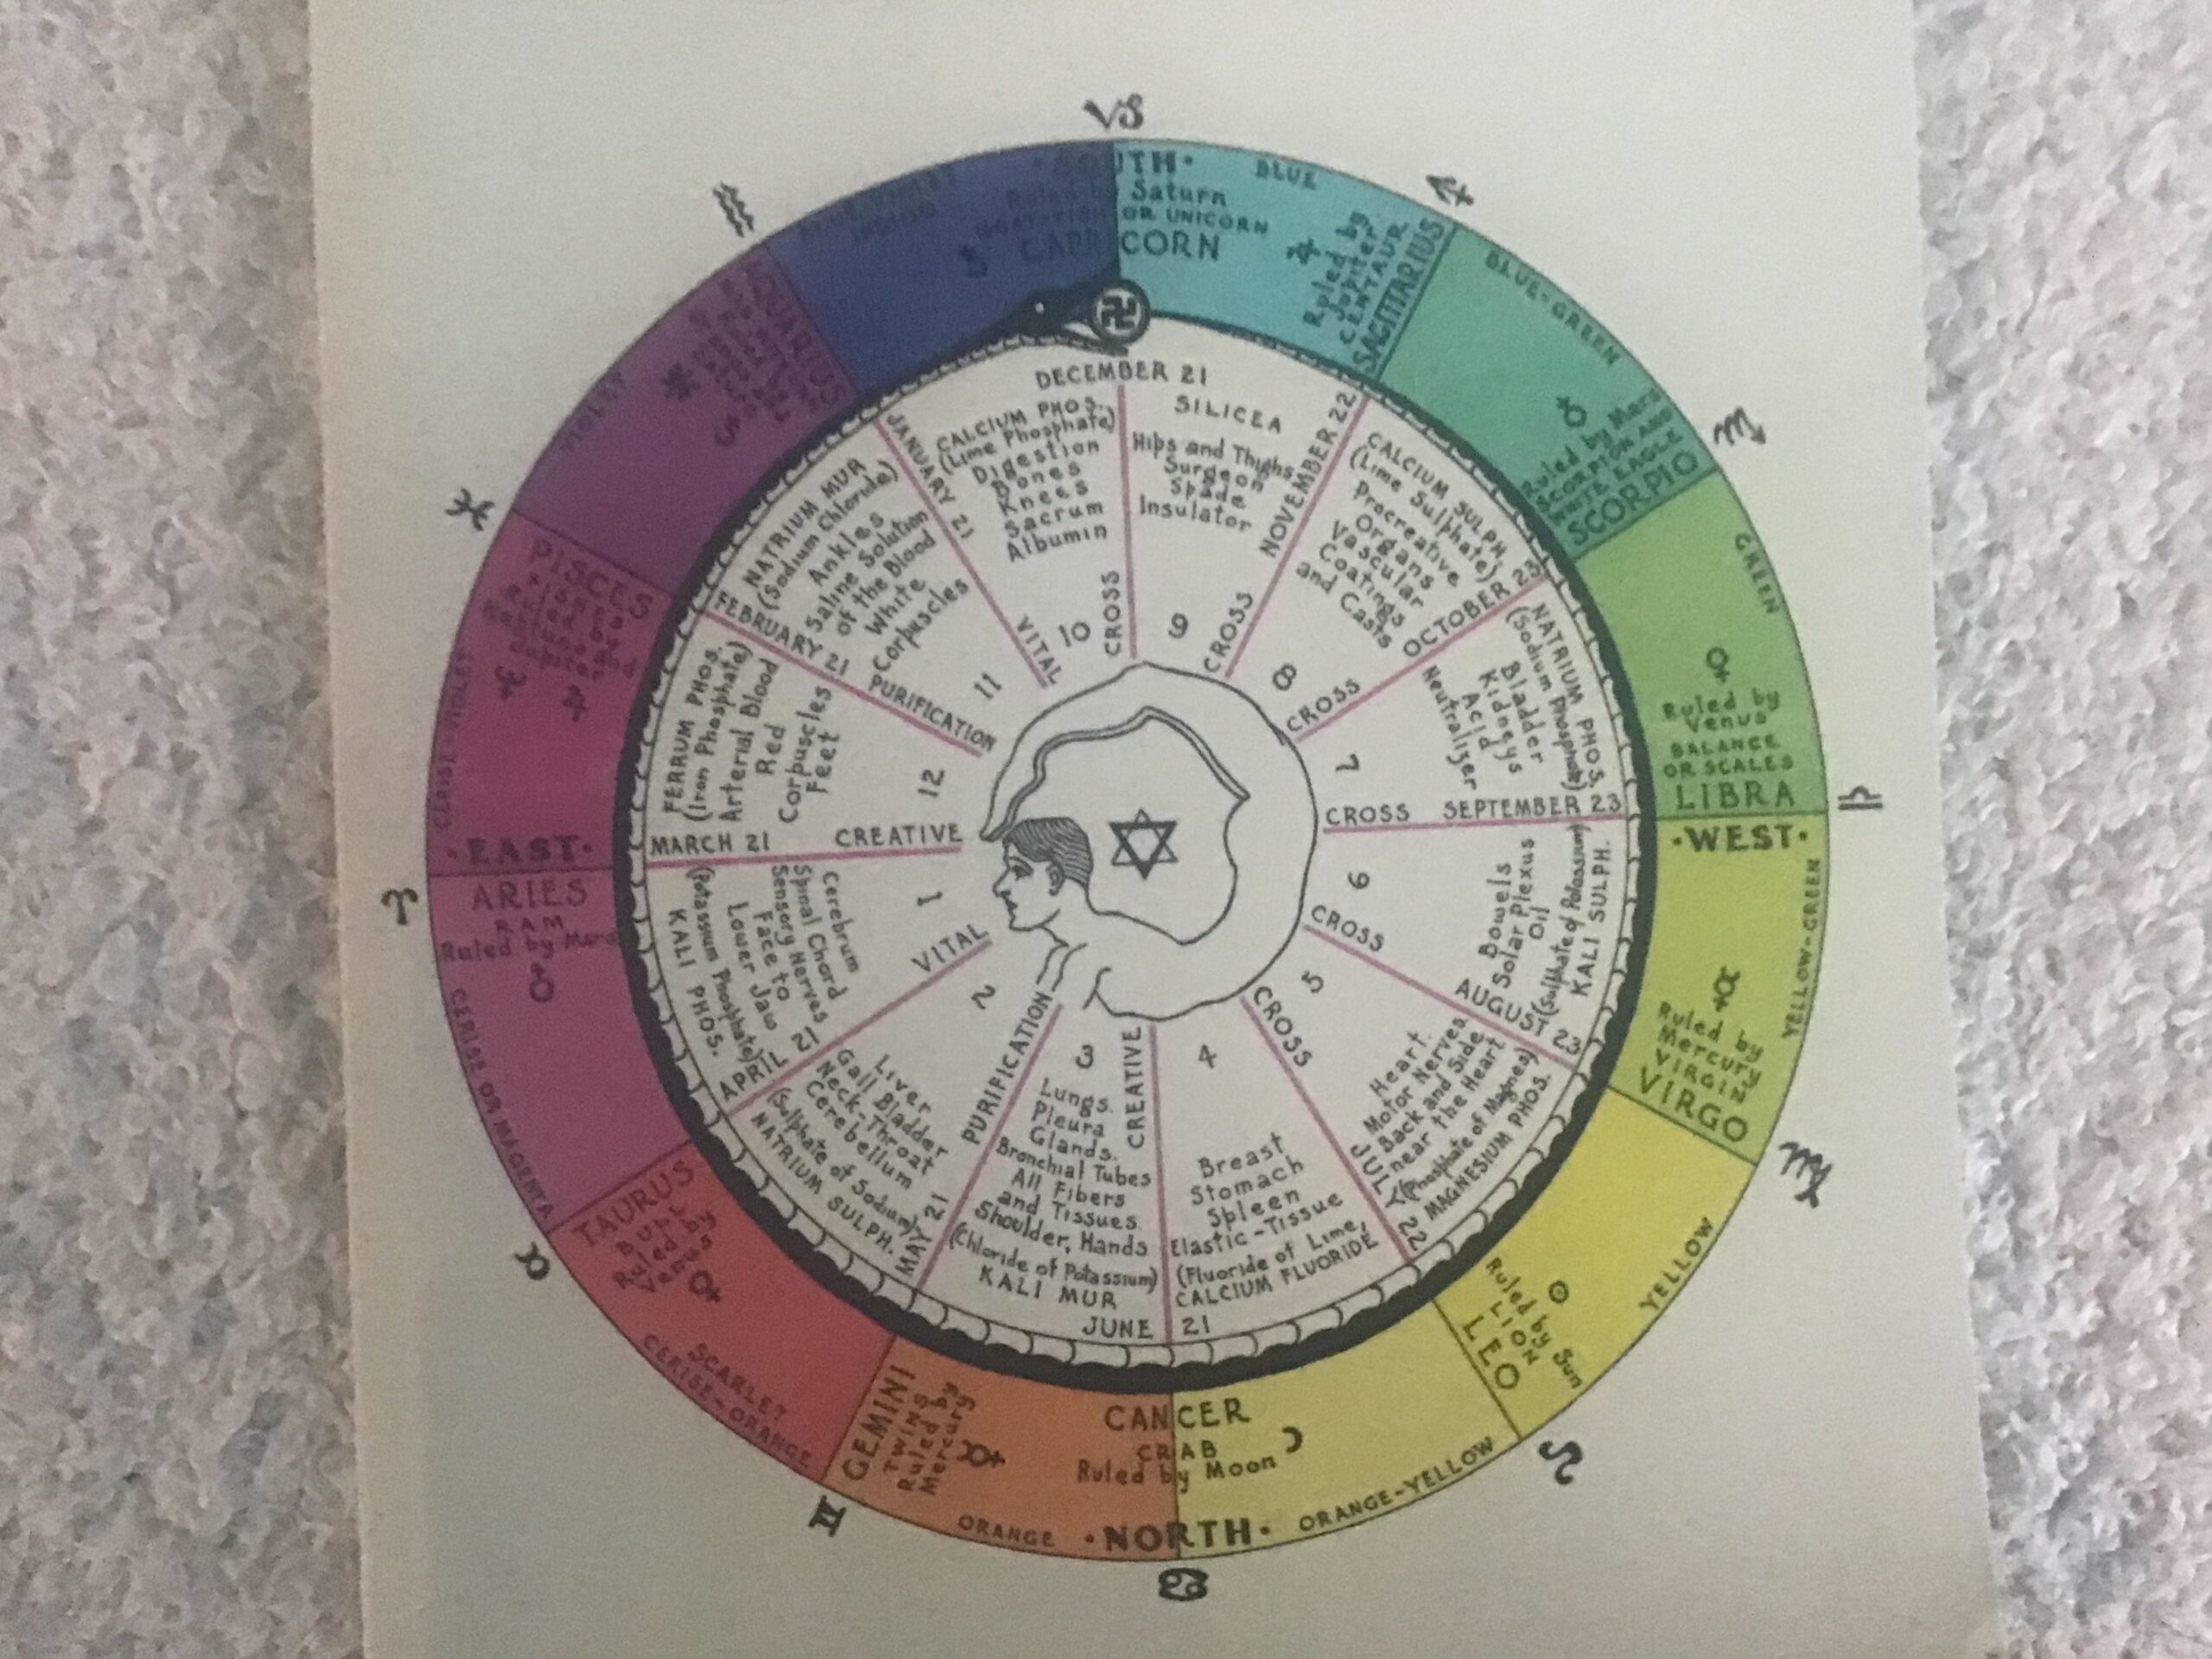 ·SOUTH·
Ruled by Saturn
GOAT-FISH OR UNICORN
CAPRICORN
BLUE
Ruled by
Jupiter
CENTAUR
SAGITTARIUS
BLUE-GREEN
Ruled by Mars
SCORPION AND
WHITE EAGLE
SCORPIO
GREEN
Ruled by
Venus
BALANCE
OR SCALES
LIBRA
·WEST·
YELLOW-GREEN
Ruled by
Mercury
VIRGIN
VIRGO
YELLOW
Ruled by Sun
LION
LEO
CANCER
CRAB
Ruled by Moon
ORANGE-YELLOW
·NORTH·
ORANGE
GEMINI
TWINS
Ruled by
Mercury
TAURUS
BULL
Ruled by
Venus
SCARLET
CERISE-ORANGE
ARIES
RAM
Ruled by Mars
CERISE OR MAGENTA
·EAST·
PISCES
FISHES
Ruled by
Neptune and
Jupiter
VIOLET
AQUARIUS
INDIGO
DECEMBER 21
SILICEA
Hips and Thighs
Surgeon
Spade
Insulator
9
CROSS
NOVEMBER 22
CALCIUM SULPH.
(Lime Sulphate)
Procreative
Organs
Vascular
Coatings
and Casts
8
CROSS
OCTOBER 23
NATRIUM PHOS.
(Sodium Phosphate)
Bladder
Kidneys
Acid
Neutralizer
7
CROSS
SEPTEMBER 23
6
Bowels
Solar Plexus
Oil
(Sulphate of Potassium)
KALI SULPH.
CROSS
AUGUST 23
5
Heart
Motor Nerves
Back and Side
near the Heart
(Phosphate of Magnes)
MAGNESIUM PHOS.
CROSS
JULY 22
4
Breast
Stomach
Spleen
Elastic-Tissue
(Fluoride of Lime,
CALCIUM FLUORIDE
CREATIVE
JUNE 21
3
Lungs.
Pleura
Glands.
Bronchial Tubes
All Fibers
and Tissues
Shoulder, Hands
(Chloride of Potassium)
KALI MUR
PURIFICATION
MAY 21
2
Liver
Gall Bladder
Neck-Throat
Cerebellum
(Sulphate of Sodium)
NATRIUM SULPH.
VITAL
APRIL 21
1
Cerebrum
Spinal Chord
Sensory Nerves
Face to
Lower Jaw
(Potassium Phosphate)
KALI PHOS.
MARCH 21
CREATIVE
12
FERRUM PHOS.
(Iron Phosphate)
Arterial Blood
Red
Corpuscles
Feet
FEBRUARY 21
PURIFICATION
11
NATRIUM MUR
(Sodium Chloride)
Ankles
Saline Solution
of the Blood
White
Corpuscles
JANUARY 21
VITAL
10
CALCIUM PHOS.
(Lime Phosphate)
Digestion
Bones
Knees
Sacrum
Albumin
CROSS